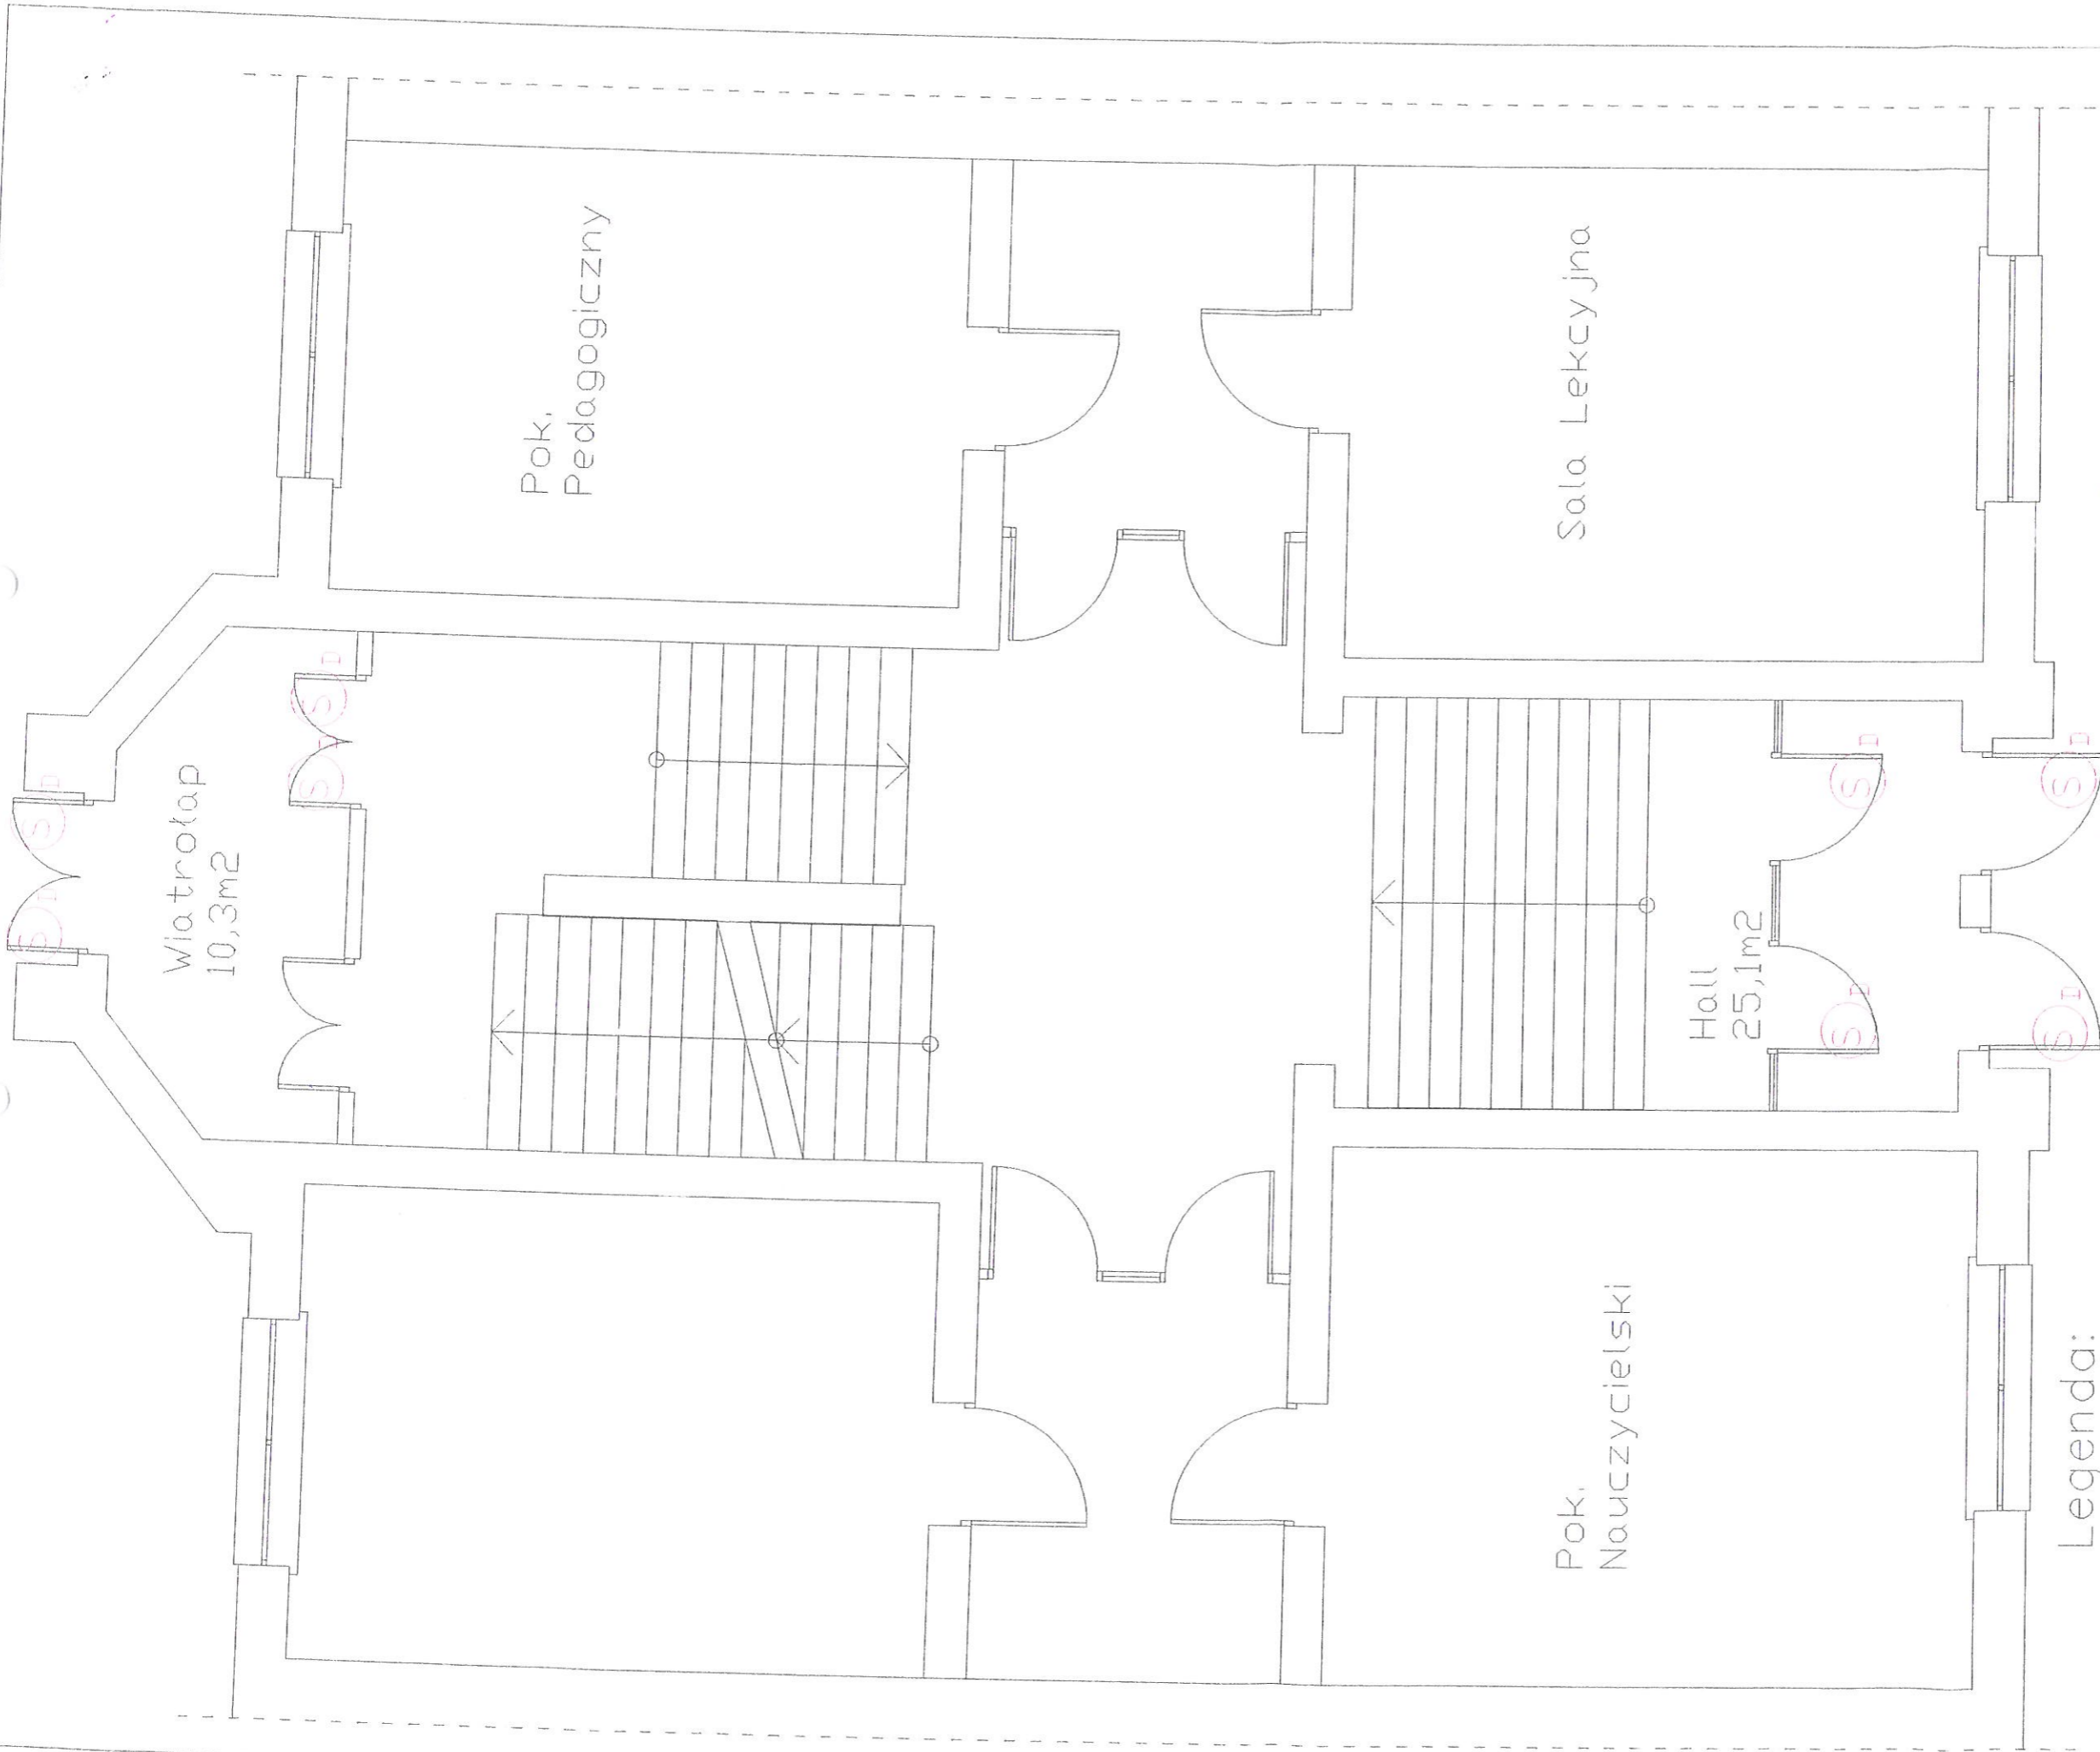 Wiatrołap
10,3m2
S D
S D
S D
S D
Pok.
Pedagogiczny
Sala Lekcyjna
Hall
25,1m2
S D
S D
S D
S D
Pok.
Nauczycielski
Legenda: